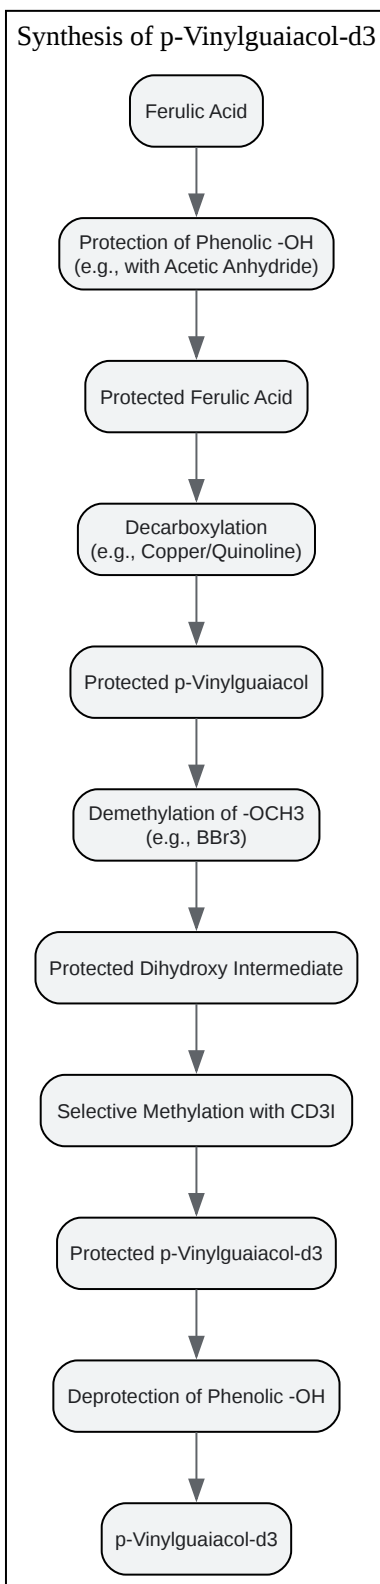 Synthesis of p-Vinylguaiacol-d3
Ferulic Acid
Protection of Phenolic -OH
(e.g., with Acetic Anhydride)
Protected Ferulic Acid
Decarboxylation
(e.g., Copper/Quinoline)
Protected p-Vinylguaiacol
Demethylation of -OCH3
(e.g., BBr3)
Protected Dihydroxy Intermediate
Selective Methylation with CD3I
Protected p-Vinylguaiacol-d3
Deprotection of Phenolic -OH
p-Vinylguaiacol-d3